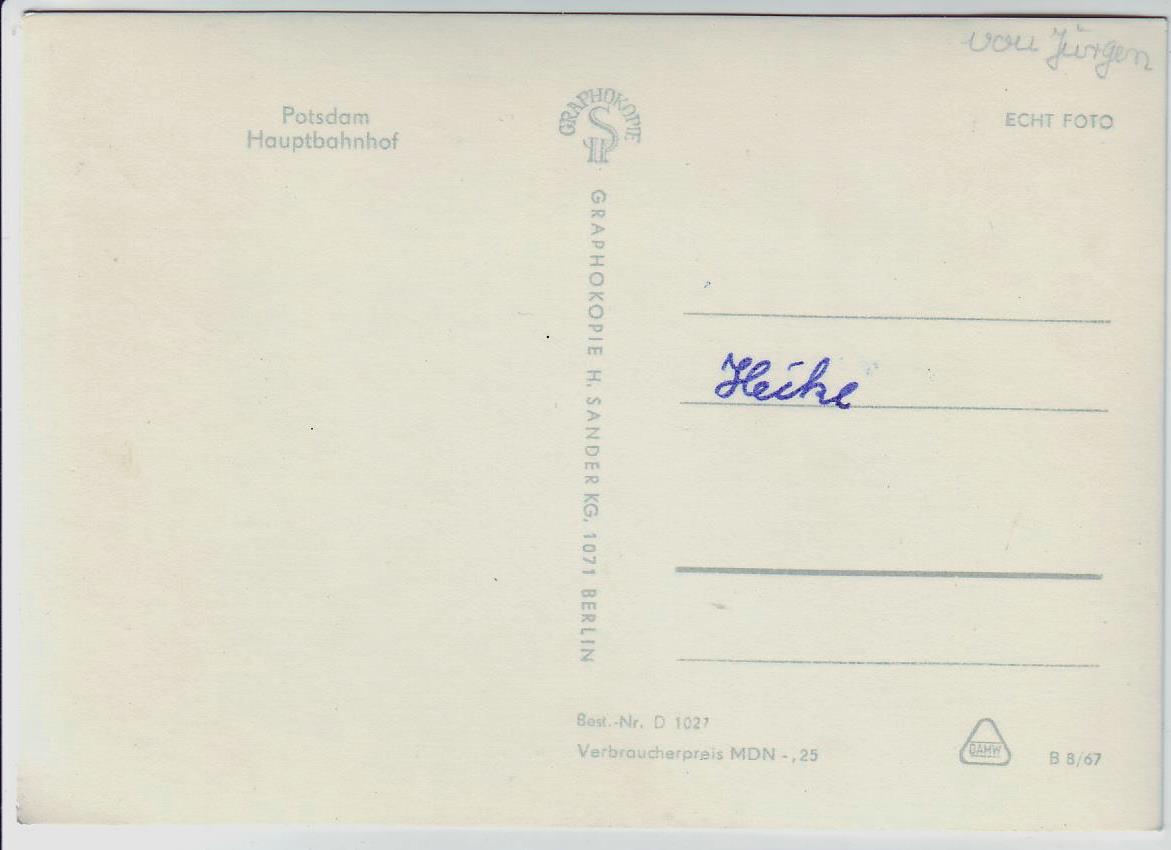 von Jürgen
Potsdam
Hauptbahnhof
GRAPHOKOPIE
HS
ECHT FOTO
GRAPHOKOPIE H. SANDER KG, 1071 BERLIN
Heike
Best.-Nr. D 1027
Verbraucherpreis MDN -,25
DAMW
B 8/67